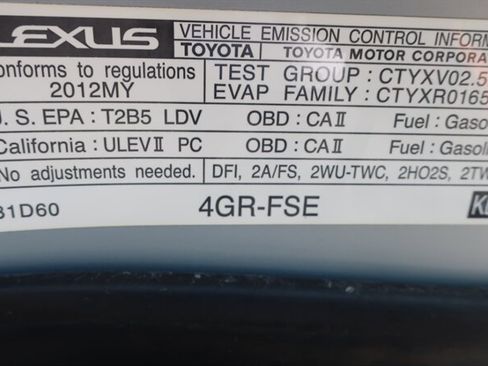 LEXUS VEHICLE EMISSION CONTROL INFORM
TOYOTA TOYOTA MOTOR CORPORA
onforms to regulations TEST GROUP : CTYXV02.5
2012MY EVAP FAMILY : CTYXR0165
U. S. EPA : T2B5 LDV OBD : CAII Fuel : Gasol
California : ULEVII PC OBD : CAII Fuel : Gasoli
No adjustments needed. DFI, 2A/FS, 2WU-TWC, 2HO2S, 2TW
31D60 4GR-FSE